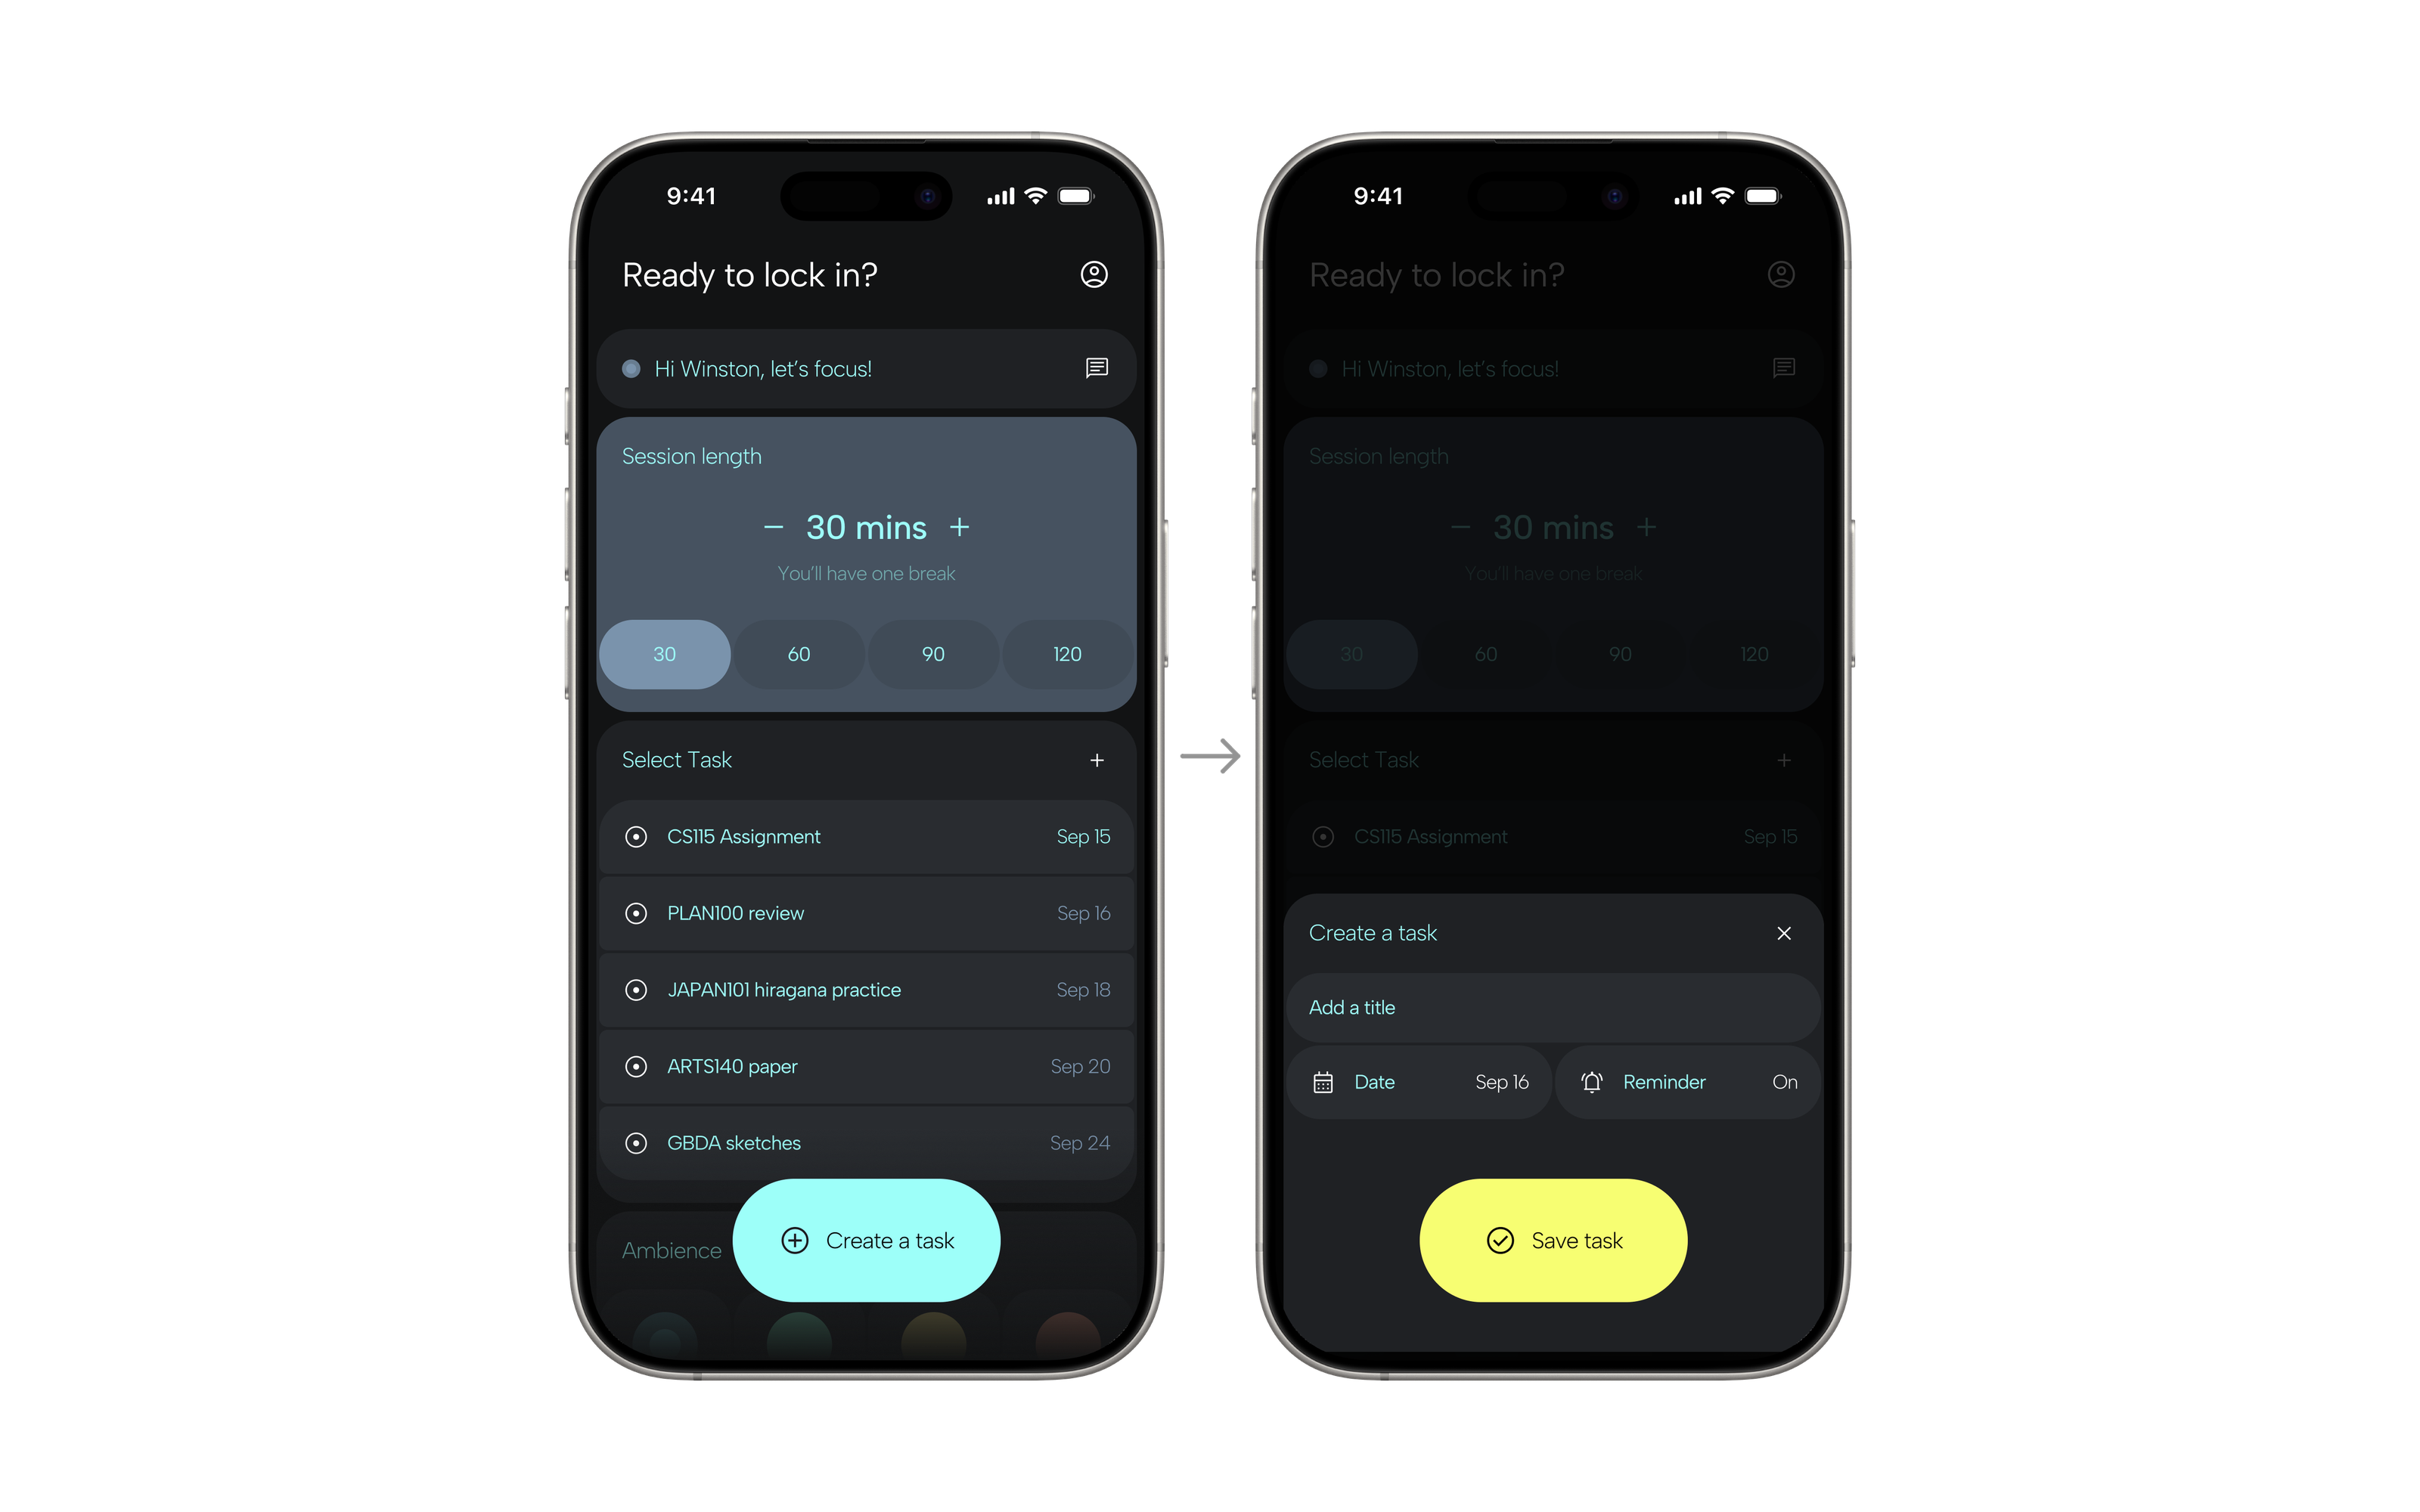 9:41
Ready to lock in?
Hi Winston, let's focus!
Session length
− 30 mins +
You'll have one break
30 60 90 120
Select Task +
CS115 Assignment Sep 15
PLAN100 review Sep 16
JAPAN101 hiragana practice Sep 18
ARTS140 paper Sep 20
GBDA sketches Sep 24
Ambience
Create a task
9:41
Ready to lock in?
Hi Winston, let's focus!
Session length
− 30 mins +
You'll have one break
30 60 90 120
Select Task +
CS115 Assignment Sep 15
Create a task
Add a title
Date Sep 16 Reminder On
Save task